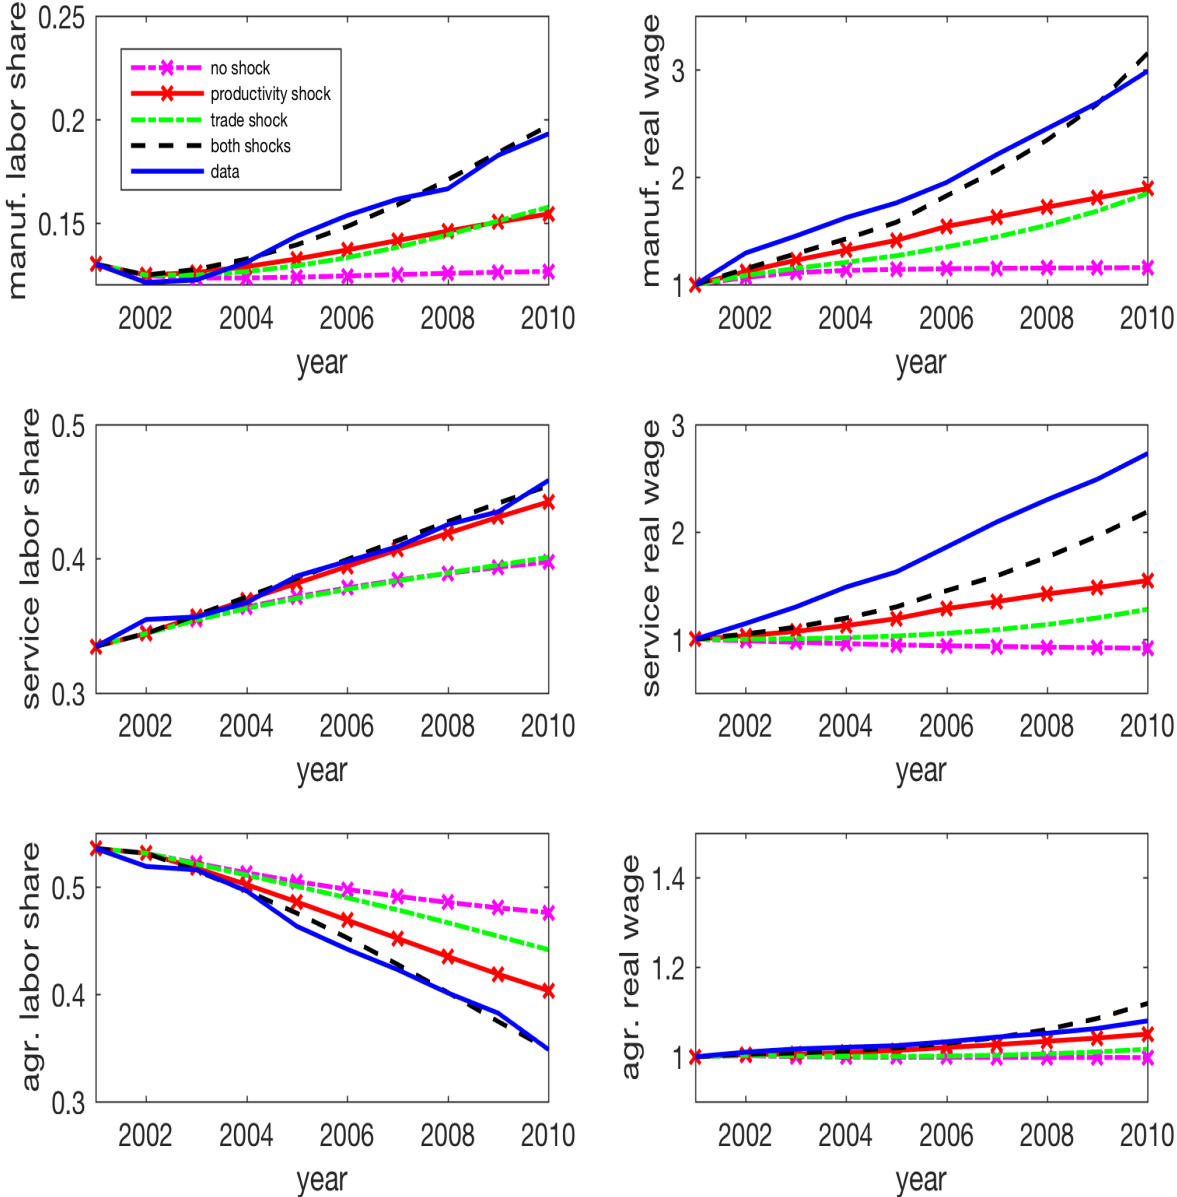 manuf. labor share
0.25
0.2
0.15
no shock
productivity shock
trade shock
both shocks
data
2002 2004 2006 2008 2010
year
manuf. real wage
3
2
1
2002 2004 2006 2008 2010
year
service labor share
0.5
0.4
0.3
2002 2004 2006 2008 2010
year
service real wage
3
2
1
2002 2004 2006 2008 2010
year
agr. labor share
0.5
0.4
0.3
2002 2004 2006 2008 2010
year
agr. real wage
1.4
1.2
1
2002 2004 2006 2008 2010
year